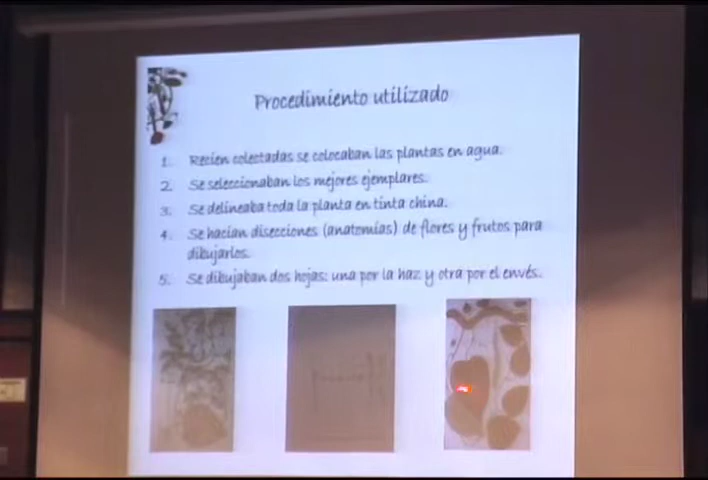 Procedimiento utilizado
1. Recien colectadas se colocaban las plantas en agua.
2. Se seleccionaban los mejores ejemplares.
3. Se delineaba toda la planta en tinta china.
4. Se hacian disecciones (anatomías) de flores y frutos para
dibujarlos.
5. Se dibujaban dos hojas: una por la haz y otra por el envés.